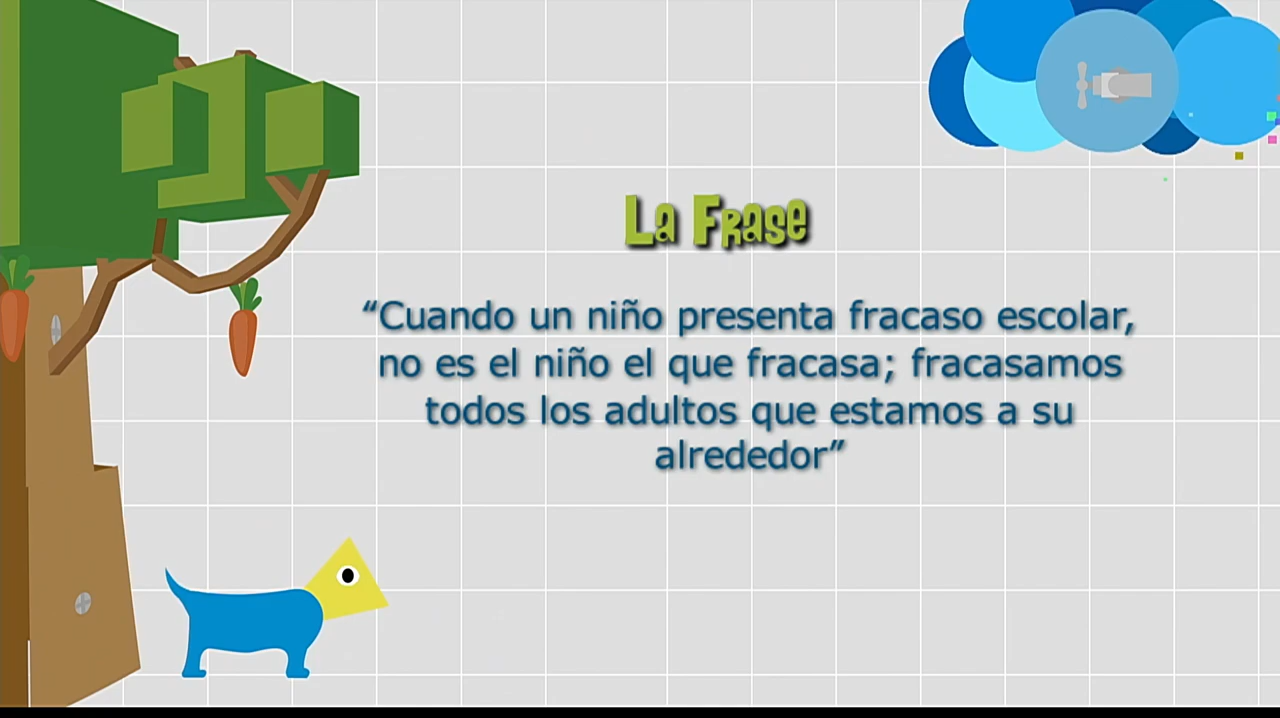 La Frase
“Cuando un niño presenta fracaso escolar,
no es el niño el que fracasa; fracasamos
todos los adultos que estamos a su
alrededor”